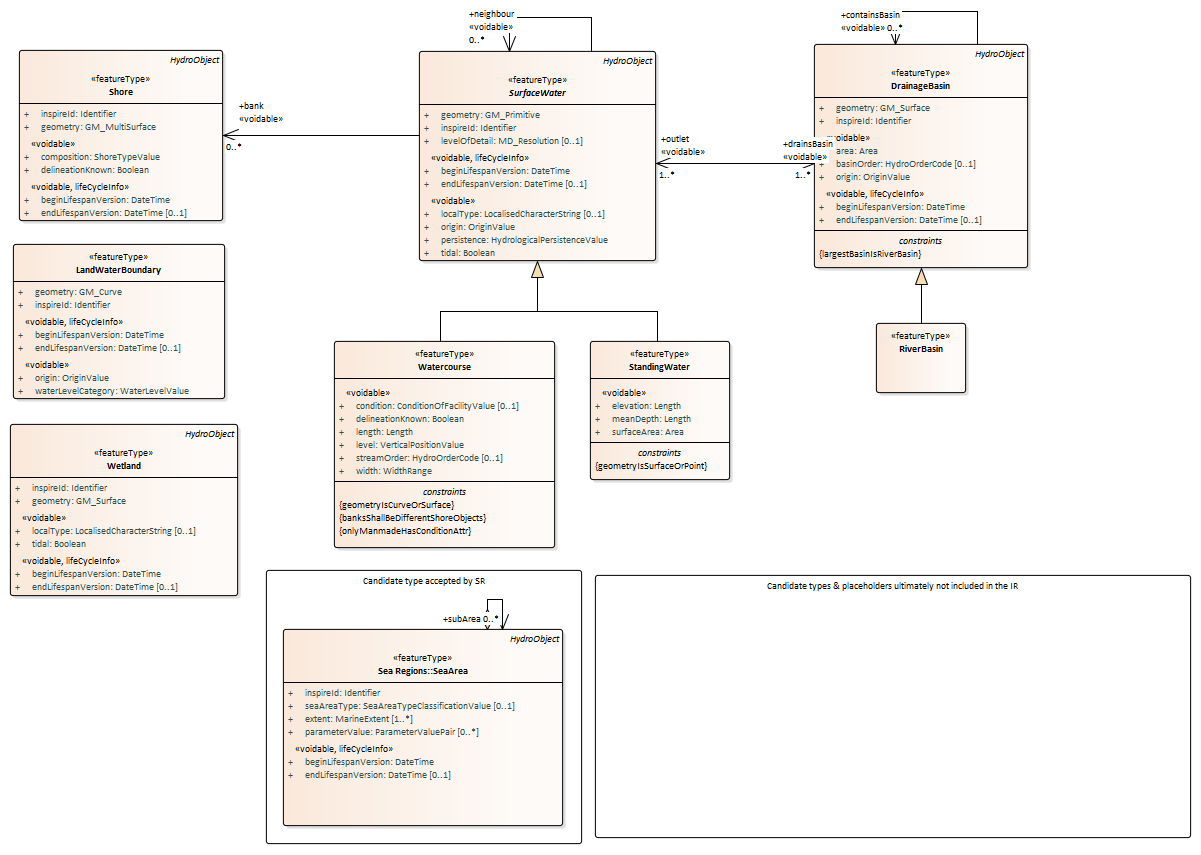 +neighbour
«voidable»
0..*
+containsBasin
«voidable» 0..*
HydroObject
«featureType»
Shore
+ inspireId: Identifier
+ geometry: GM_MultiSurface
«voidable»
+ composition: ShoreTypeValue
+ delineationKnown: Boolean
«voidable, lifeCycleInfo»
+ beginLifespanVersion: DateTime
+ endLifespanVersion: DateTime [0..1]
+bank
«voidable»
0..*
HydroObject
«featureType»
SurfaceWater
+ geometry: GM_Primitive
+ inspireId: Identifier
+ levelOfDetail: MD_Resolution [0..1]
«voidable, lifeCycleInfo»
+ beginLifespanVersion: DateTime
+ endLifespanVersion: DateTime [0..1]
«voidable»
+ localType: LocalisedCharacterString [0..1]
+ origin: OriginValue
+ persistence: HydrologicalPersistenceValue
+ tidal: Boolean
+outlet
«voidable»
1..*
+drainsBasin
«voidable»
1..*
HydroObject
«featureType»
DrainageBasin
+ geometry: GM_Surface
+ inspireId: Identifier
voidable»
area: Area
+ basinOrder: HydroOrderCode [0..1]
+ origin: OriginValue
«voidable, lifeCycleInfo»
+ beginLifespanVersion: DateTime
+ endLifespanVersion: DateTime [0..1]
constraints
{largestBasinIsRiverBasin}
«featureType»
LandWaterBoundary
+ geometry: GM_Curve
+ inspireId: Identifier
«voidable, lifeCycleInfo»
+ beginLifespanVersion: DateTime
+ endLifespanVersion: DateTime [0..1]
«voidable»
+ origin: OriginValue
+ waterLevelCategory: WaterLevelValue
«featureType»
Watercourse
«voidable»
+ condition: ConditionOfFacilityValue [0..1]
+ delineationKnown: Boolean
+ length: Length
+ level: VerticalPositionValue
+ streamOrder: HydroOrderCode [0..1]
+ width: WidthRange
constraints
{geometryIsCurveOrSurface}
{banksShallBeDifferentShoreObjects}
{onlyManmadeHasConditionAttr}
«featureType»
StandingWater
«voidable»
+ elevation: Length
+ meanDepth: Length
+ surfaceArea: Area
constraints
{geometryIsSurfaceOrPoint}
«featureType»
RiverBasin
HydroObject
«featureType»
Wetland
+ inspireId: Identifier
+ geometry: GM_Surface
«voidable»
+ localType: LocalisedCharacterString [0..1]
+ tidal: Boolean
«voidable, lifeCycleInfo»
+ beginLifespanVersion: DateTime
+ endLifespanVersion: DateTime [0..1]
Candidate type accepted by SR
+subArea 0..*
HydroObject
«featureType»
Sea Regions::SeaArea
+ inspireId: Identifier
+ seaAreaType: SeaAreaTypeClassificationValue [0..1]
+ extent: MarineExtent [1..*]
+ parameterValue: ParameterValuePair [0..*]
«voidable, lifeCycleInfo»
+ beginLifespanVersion: DateTime
+ endLifespanVersion: DateTime [0..1]
Candidate types & placeholders ultimately not included in the IR